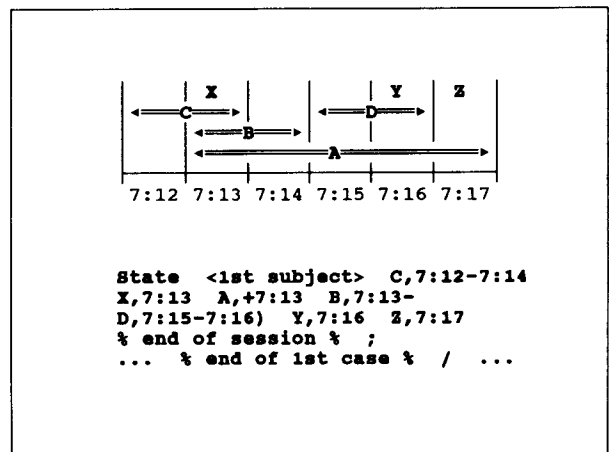 X Y Z
C D
B
A
7:12 7:13 7:14 7:15 7:16 7:17
State <1st subject> C,7:12-7:14
X,7:13 A,+7:13 B,7:13-
D,7:15-7:16) Y,7:16 Z,7:17
% end of session % ;
... % end of 1st case % / ...